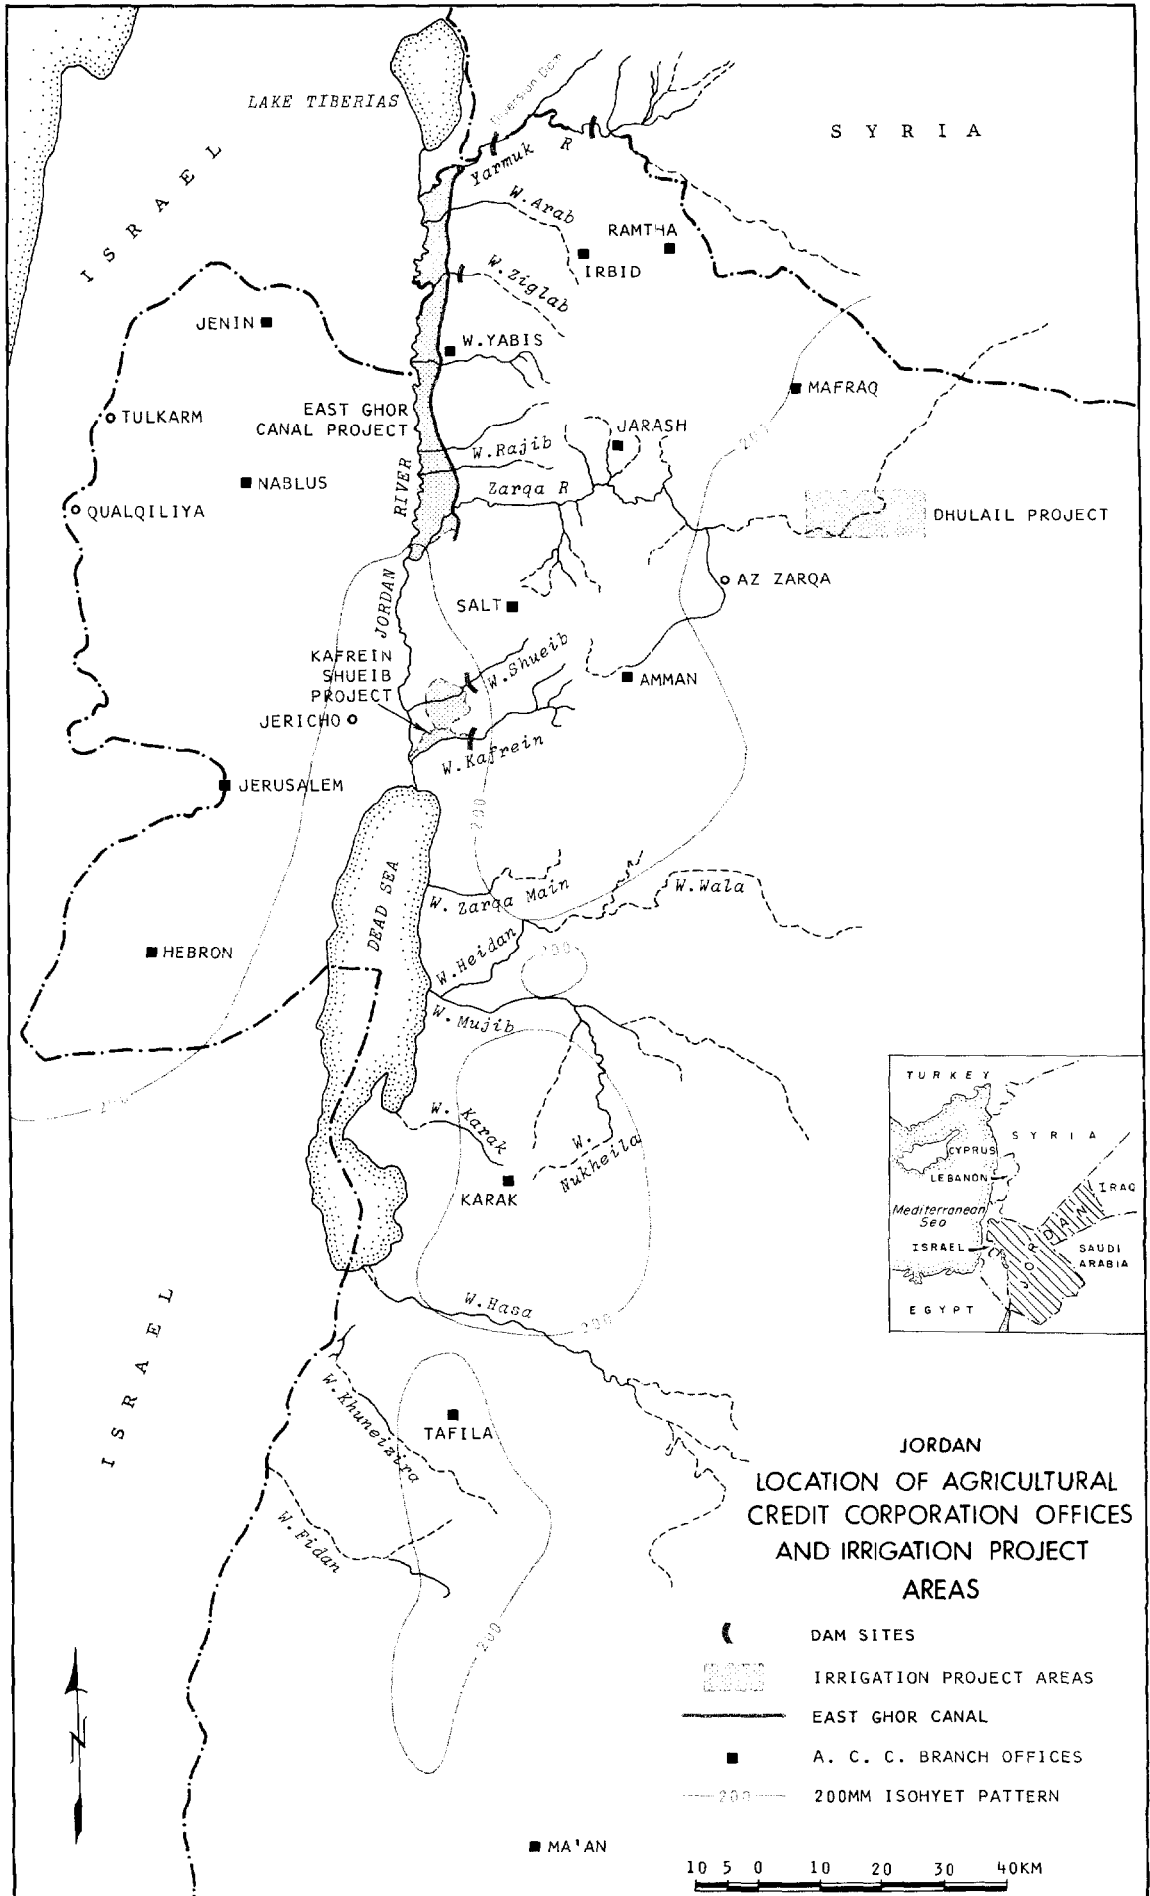 LAKE TIBERIAS
Diversion Dam
SYRIA
ISRAEL
Yarmuk R
W.Arab
RAMTHA
IRBID
W.Ziglab
JENIN
W.YABIS
MAFRAQ
TULKARM
EAST GHOR
CANAL PROJECT
JARASH
200
W.Rajib
NABLUS
Zarqa R
QUALQILIYA
DHULAIL PROJECT
JORDAN RIVER
AZ ZARQA
SALT
KAFREIN
SHUEIB
PROJECT
W.Shueib
AMMAN
JERICHO
W.Kafrein
JERUSALEM
200
DEAD SEA
W. Zarqa Main
W.Wala
HEBRON
W.Heidan
200
W. Mujib
200
W. Karak
W.
Nukheila
KARAK
TURKEY
SYRIA
CYPRUS
LEBANON
IRAQ
Mediterranean
Sea
ISRAEL
JORDAN
SAUDI
ARABIA
EGYPT
W.Hasa
200
ISRAEL
W.Khuneizira
TAFILA
W.Fidan
200
JORDAN
LOCATION OF AGRICULTURAL
CREDIT CORPORATION OFFICES
AND IRRIGATION PROJECT
AREAS
DAM SITES
IRRIGATION PROJECT AREAS
EAST GHOR CANAL
A. C. C. BRANCH OFFICES
200 200MM ISOHYET PATTERN
N
MA'AN
10 5 0 10 20 30 40KM